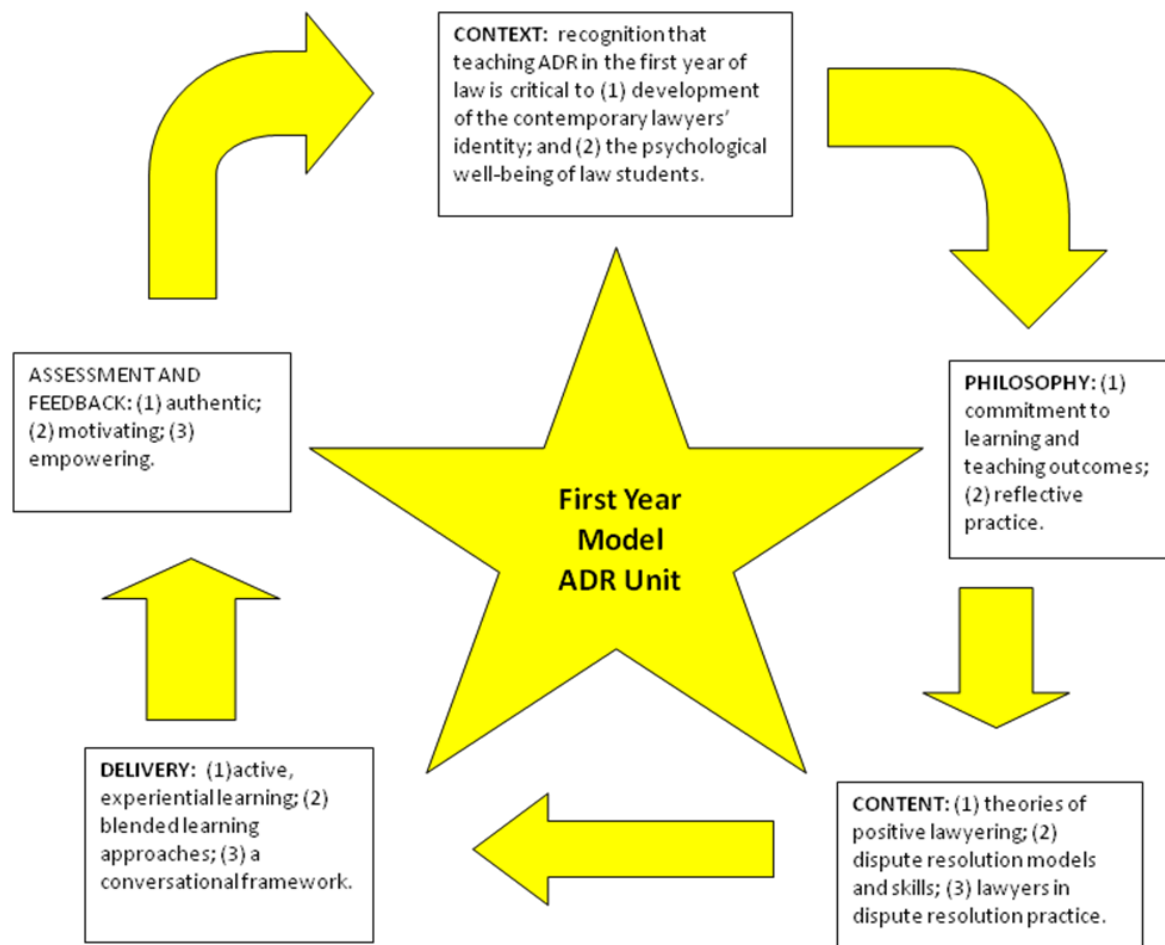 CONTEXT: recognition that
teaching ADR in the first year of
law is critical to (1) development
of the contemporary lawyers'
identity; and (2) the psychological
well-being of law students.
PHILOSOPHY: (1)
commitment to
learning and
teaching outcomes;
(2) reflective
practice.
CONTENT: (1) theories of
positive lawyering; (2)
dispute resolution models
and skills; (3) lawyers in
dispute resolution practice.
DELIVERY: (1)active,
experiential learning; (2)
blended learning
approaches; (3) a
conversational framework.
ASSESSMENT AND
FEEDBACK: (1) authentic;
(2) motivating; (3)
empowering.
First Year
Model
ADR Unit